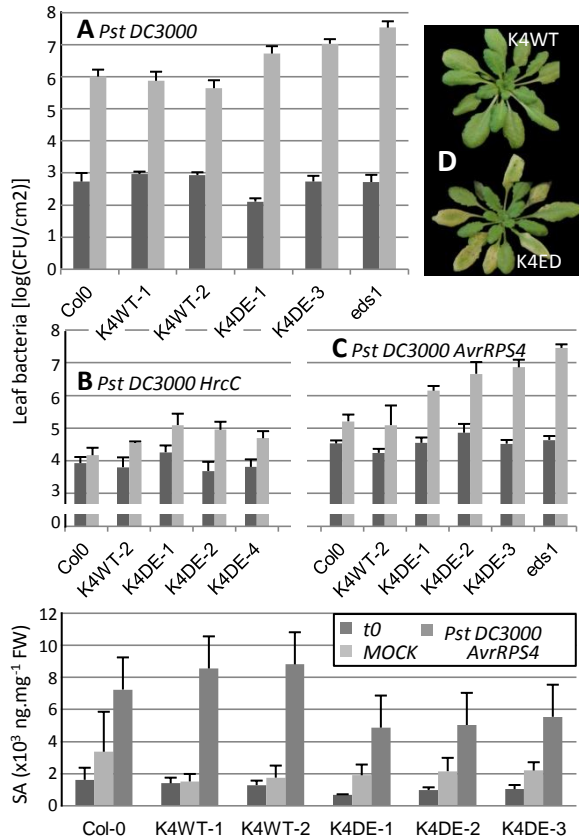 A Pst DC3000
Leaf bacteria [log(CFU/cm2)]
8
7
6
5
4
3
2
1
0
Col0
K4WT-1
K4WT-2
K4DE-1
K4DE-3
eds1
K4WT
D
K4ED
B Pst DC3000 HrcC
8
7
6
5
4
3
0
Col0
K4WT-2
K4DE-1
K4DE-2
K4DE-4
C Pst DC3000 AvrRPS4
Col0
K4WT-2
K4DE-1
K4DE-2
K4DE-3
eds1
SA (x10³ ng.mg⁻¹ FW)
12
10
8
6
4
2
0
t0
MOCK
Pst DC3000
AvrRPS4
Col-0
K4WT-1
K4WT-2
K4DE-1
K4DE-2
K4DE-3